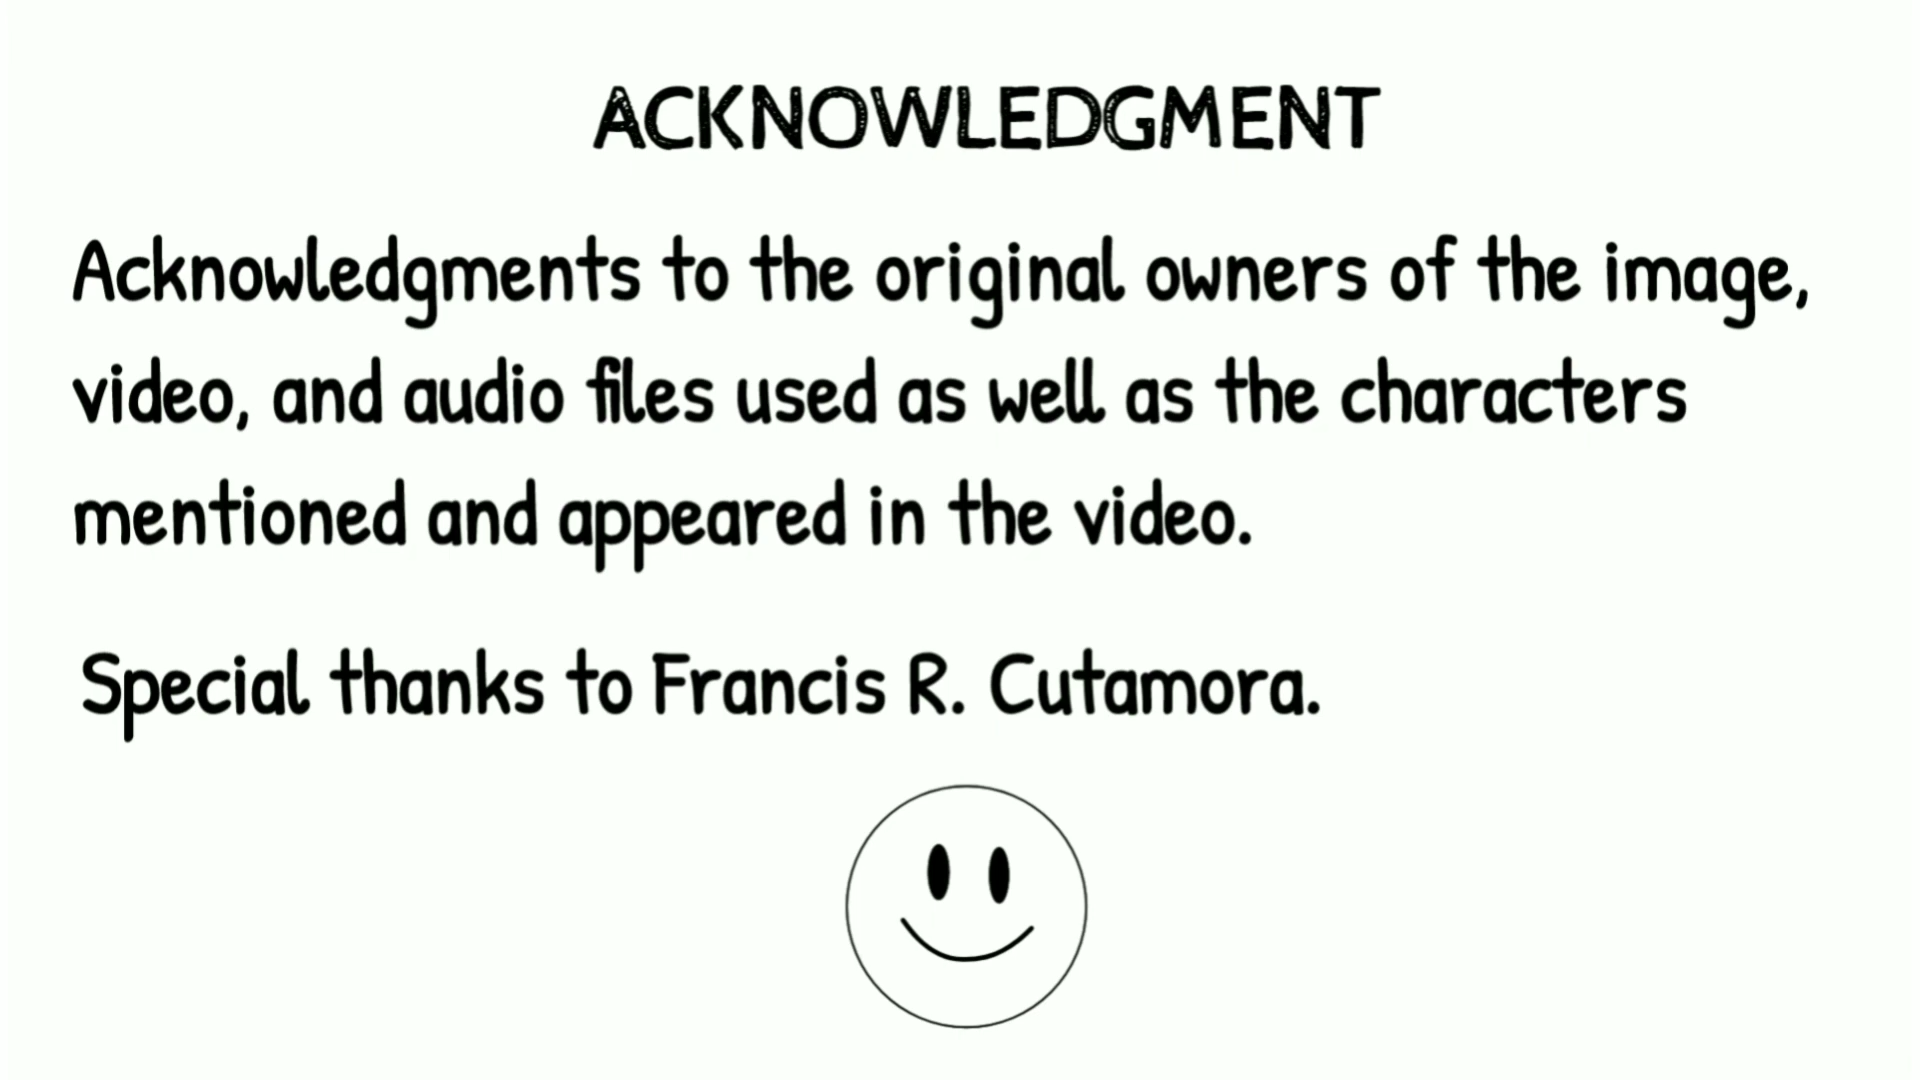 ACKNOWLEDGMENT
Acknowledgments to the original owners of the image,
video, and audio files used as well as the characters
mentioned and appeared in the video.
Special thanks to Francis R. Cutamora.